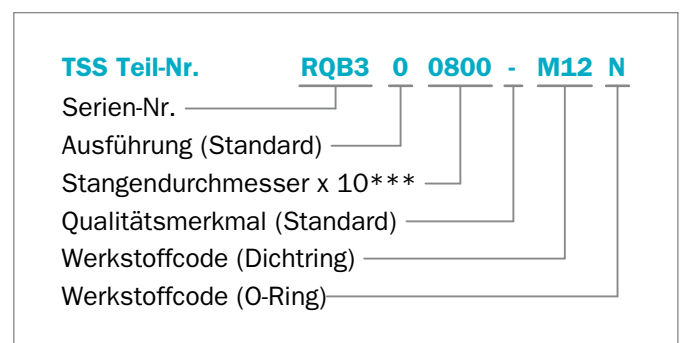 TSS Teil-Nr. RQB3 0 0800 - M12 N
Serien-Nr.
Ausführung (Standard)
Stangendurchmesser x 10***
Qualitätsmerkmal (Standard)
Werkstoffcode (Dichtring)
Werkstoffcode (O-Ring)